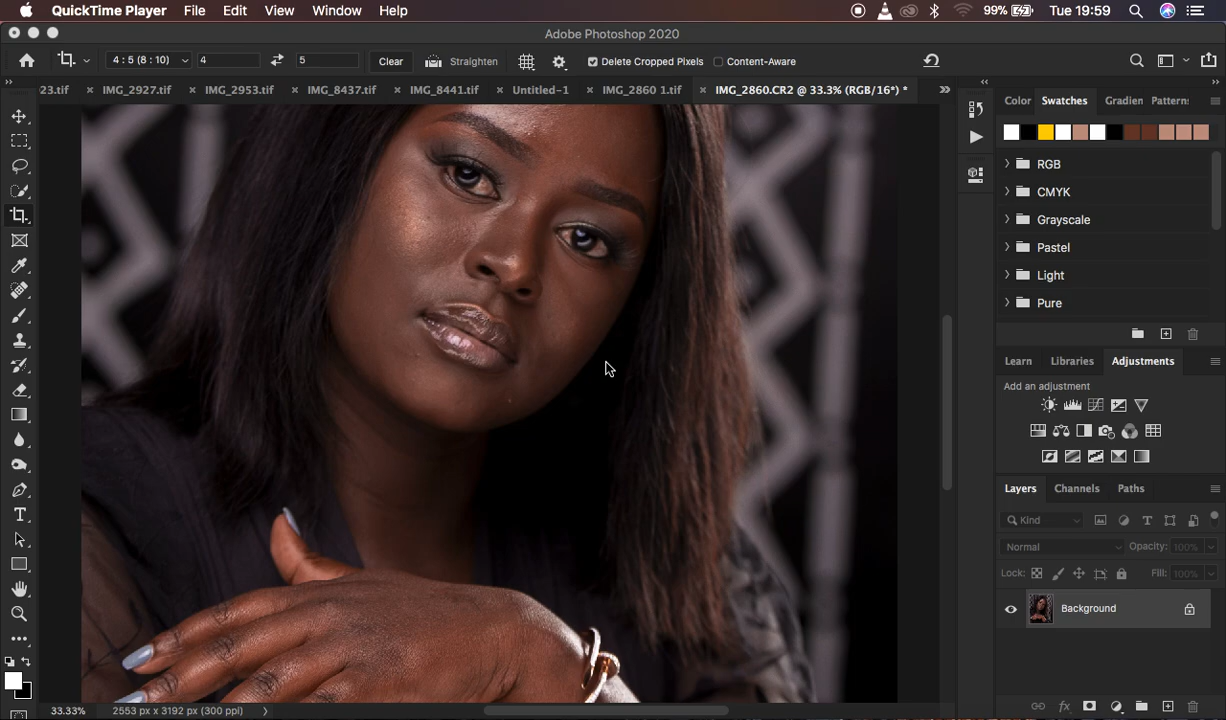 QuickTime Player File Edit View Window Help 99% Tue 19:59
Adobe Photoshop 2020
4 : 5 (8 : 10) 4 5 Clear Straighten Delete Cropped Pixels Content-Aware
23.tif IMG_2927.tif IMG_2953.tif IMG_8437.tif IMG_8441.tif Untitled-1 IMG_2860 1.tif IMG_2860.CR2 @ 33.3% (RGB/16*) *
Color Swatches Gradien Patterns
RGB
CMYK
Grayscale
Pastel
Light
Pure
Learn Libraries Adjustments
Add an adjustment
Layers Channels Paths
Kind
Normal Opacity: 100%
Lock: Fill: 100%
Background
33.33% 2553 px x 3192 px (300 ppi)